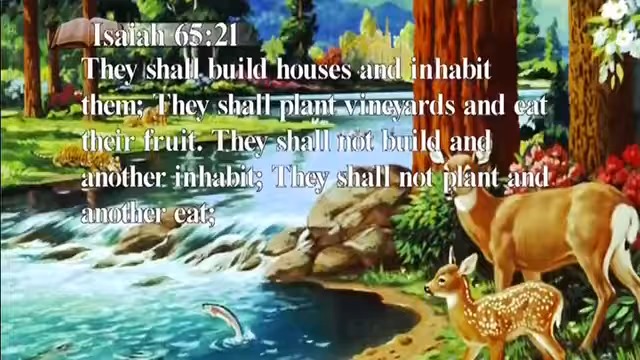 Isaiah 65:21
They shall build houses and inhabit
them; They shall plant vineyards and eat
their fruit. They shall not build and
another inhabit; They shall not plant and
another eat;